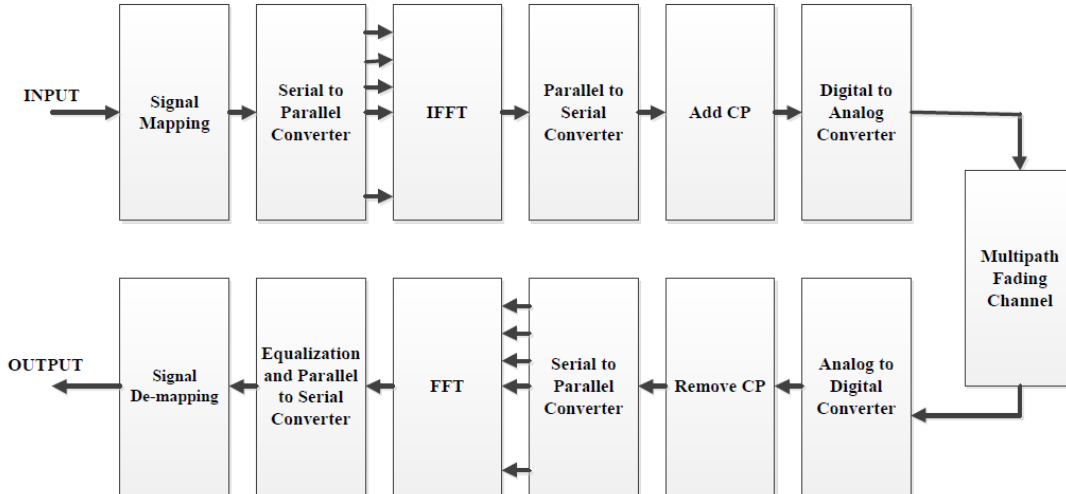 INPUT
Signal
Mapping
Serial to
Parallel
Converter
IFFT
Parallel to
Serial
Converter
Add CP
Digital to
Analog
Converter
Multipath
Fading
Channel
OUTPUT
Signal
De-mapping
Equalization
and Parallel
to Serial
Converter
FFT
Serial to
Parallel
Converter
Remove CP
Analog to
Digital
Converter